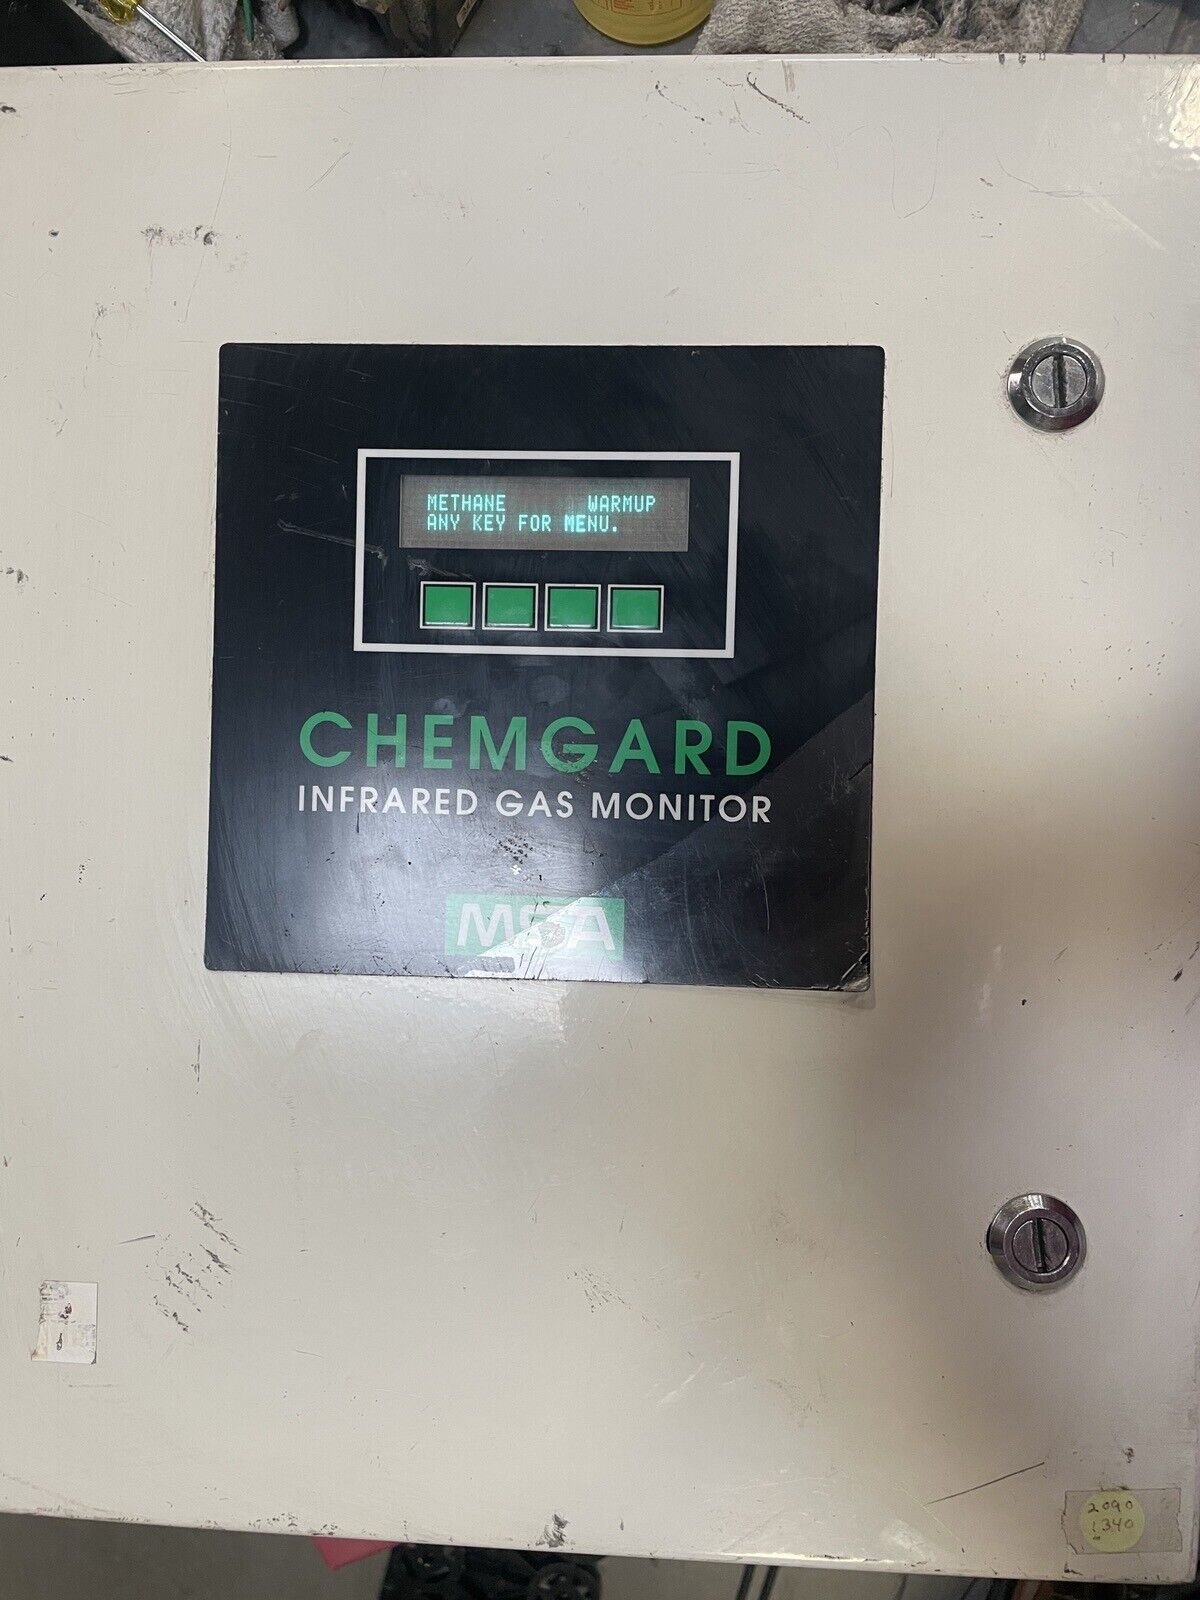 METHANE WARMUP
ANY KEY FOR MENU.
CHEMGARD
INFRARED GAS MONITOR
MSA
2090
1340